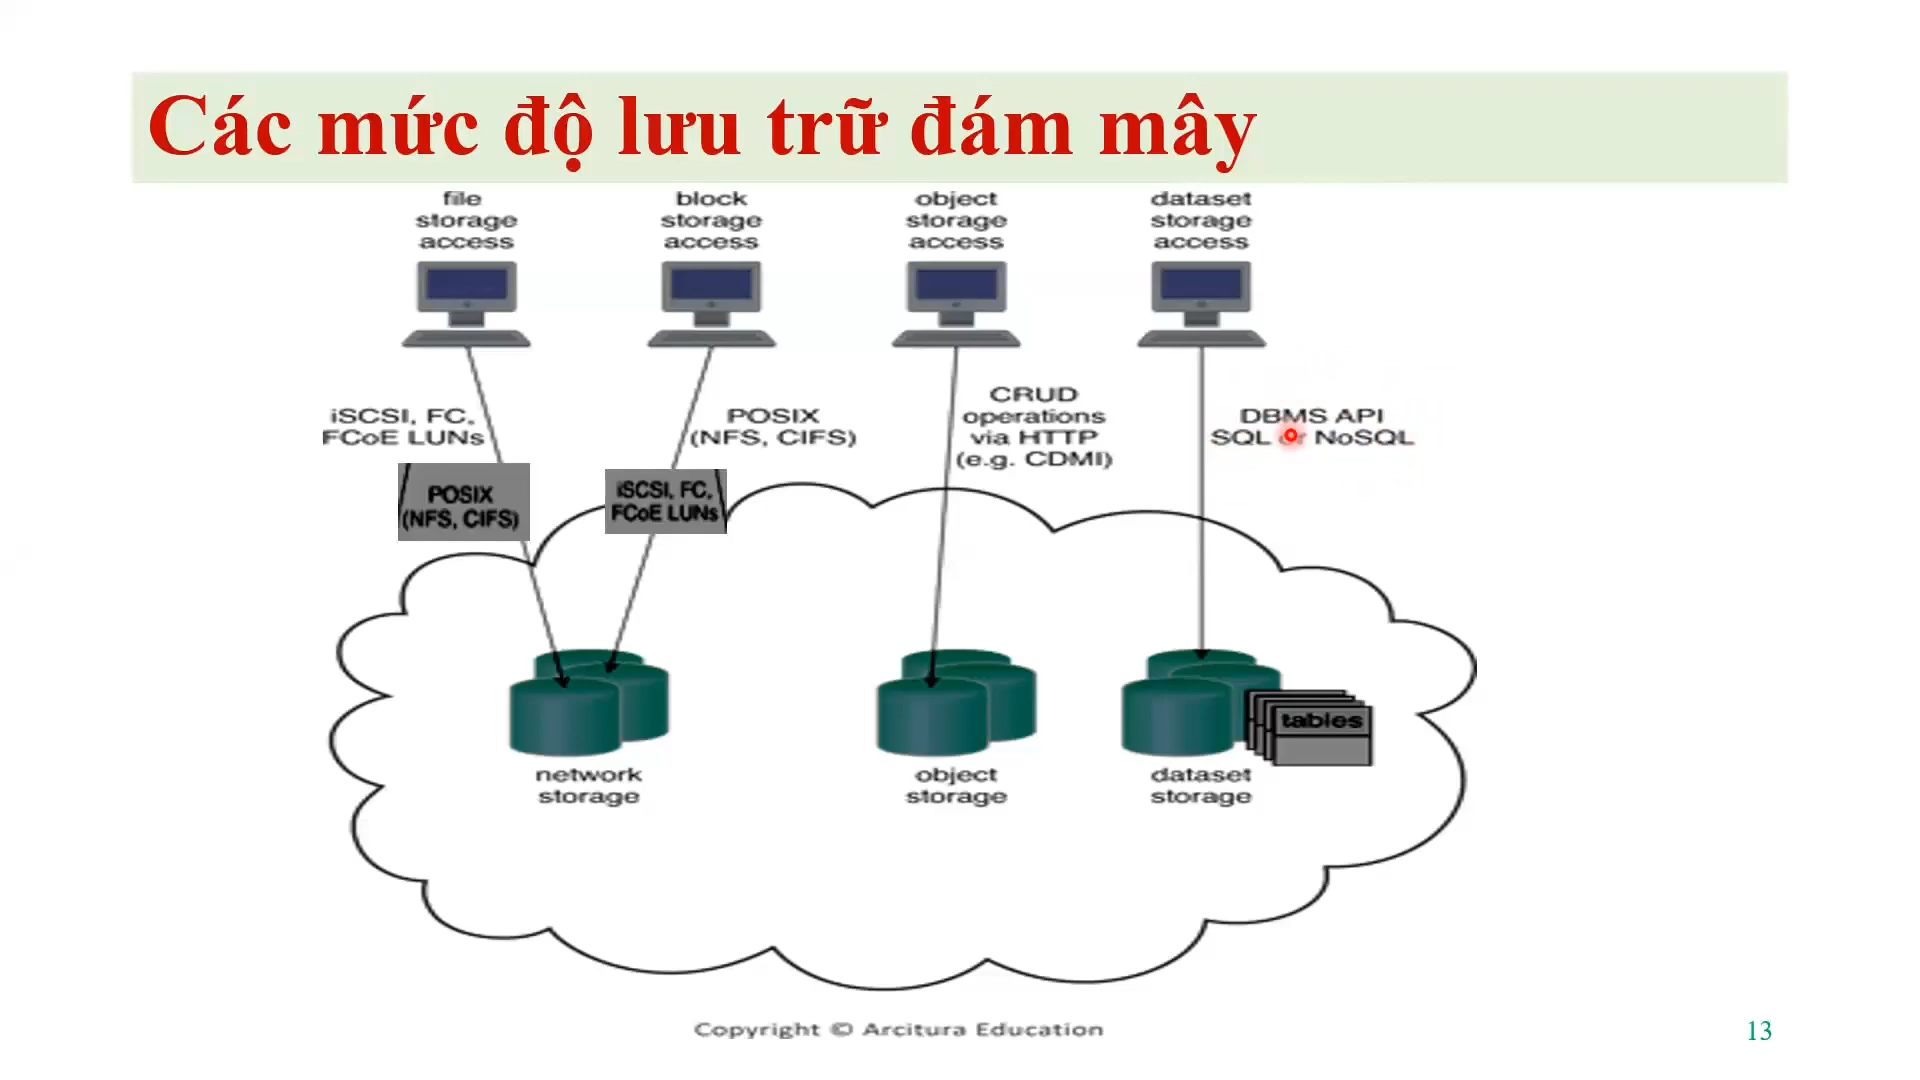 Các mức độ lưu trữ đám mây
file
storage
access
block
storage
access
object
storage
access
dataset
storage
access
iSCSI, FC,
FCoE LUNs
POSIX
(NFS, CIFS)
POSIX
(NFS, CIFS)
iSCSI, FC,
FCoE LUNs
CRUD
operations
via HTTP
(e.g. CDMI)
DBMS API
SQL or NoSQL
tables
network
storage
object
storage
dataset
storage
Copyright © Arcitura Education
13